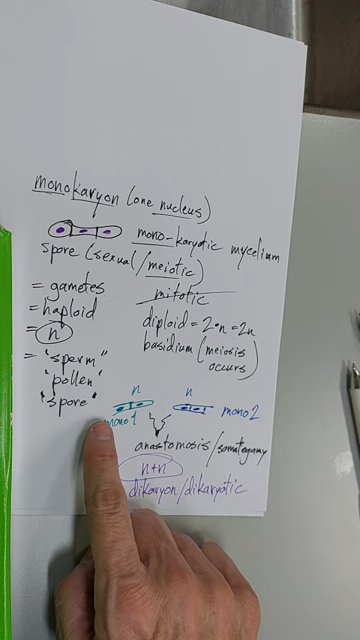 monokaryon (one nucleus)
mono-karyotic mycelium
spore (sexual/meiotic)
mitotic
= gametes
= haploid
= n
= "sperm"
"pollen"
"spore"
diploid = 2·n = 2n
basidium (meiosis
occurs)
n n
mono 1 mono 2
anastomosis/somatogamy
n+n
dikaryon/dikaryotic